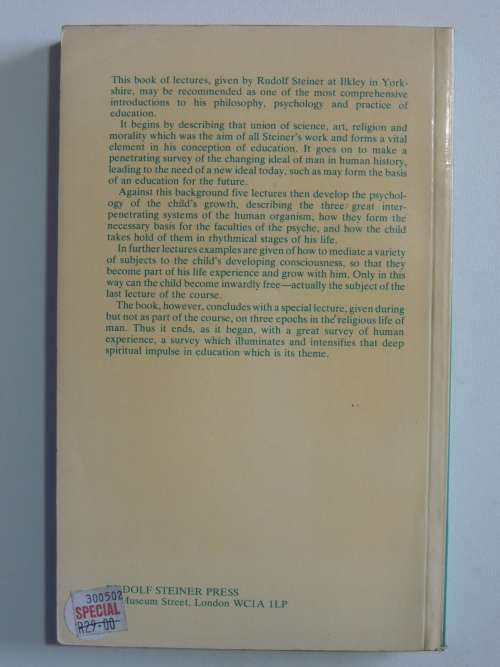 This book of lectures, given by Rudolf Steiner at Ilkley in York-
shire, may be recommended as one of the most comprehensive
introductions to his philosophy, psychology and practice of
education.
It begins by describing that union of science, art, religion and
morality which was the aim of all Steiner's work and forms a vital
element in his conception of education. It goes on to make a
penetrating survey of the changing ideal of man in human history,
leading to the need of a new ideal today, such as may form the basis
of an education for the future.
Against this background five lectures then develop the psychol-
ogy of the child's growth, describing the three great inter-
penetrating systems of the human organism, how they form the
necessary basis for the faculties of the psyche, and how the child
takes hold of them in rhythmical stages of his life.
In further lectures examples are given of how to mediate a variety
of subjects to the child's developing consciousness, so that they
become part of his life experience and grow with him. Only in this
way can the child become inwardly free—actually the subject of the
last lecture of the course.
The book, however, concludes with a special lecture, given during
but not as part of the course, on three epochs in the religious life of
man. Thus it ends, as it began, with a great survey of human
experience, a survey which illuminates and intensifies that deep
spiritual impulse in education which is its theme.
DOLF STEINER PRESS
Museum Street, London WC1A 1LP
300502
SPECIAL
R29-00